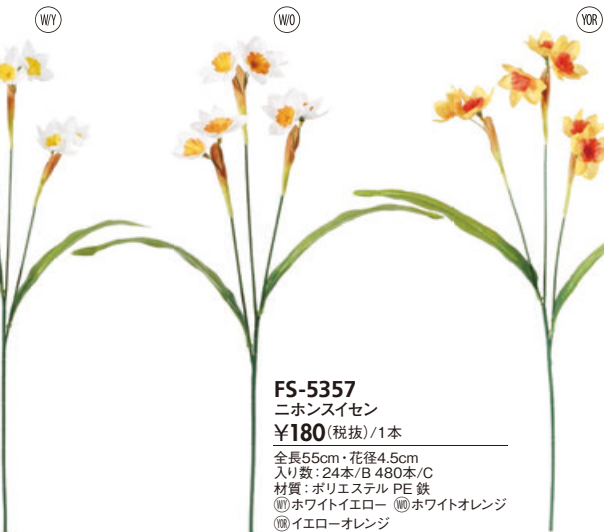 W/Y W/O YOR
FS-5357
ニホンスイセン
¥180(税抜)/1本
全長55cm・花径4.5cm
入り数:24本/B 480本/C
材質:ポリエステル PE 鉄
W/Y ホワイトイエロー W/O ホワイトオレンジ
YOR イエローオレンジ